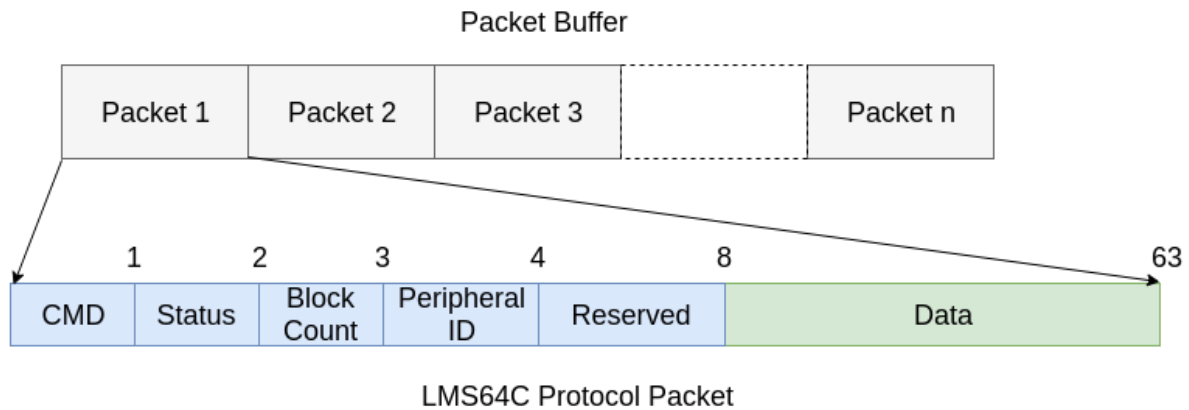 Packet Buffer
Packet 1 Packet 2 Packet 3 Packet n
1 2 3 4 8 63
CMD Status Block Count Peripheral ID Reserved Data
LMS64C Protocol Packet